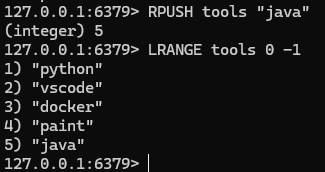 127.0.0.1:6379> RPUSH tools "java"
(integer) 5
127.0.0.1:6379> LRANGE tools 0 -1
1) "python"
2) "vscode"
3) "docker"
4) "paint"
5) "java"
127.0.0.1:6379>